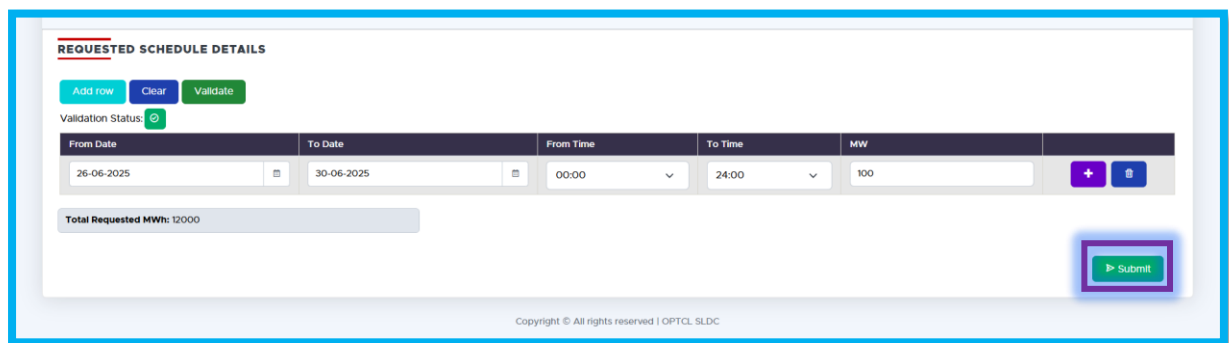 REQUESTED SCHEDULE DETAILS
Add row Clear Validate
Validation Status:
From Date To Date From Time To Time MW
26-06-2025 30-06-2025 00:00 24:00 100
Total Requested MWh: 12000
Submit
Copyright © All rights reserved | OPTCL SLDC